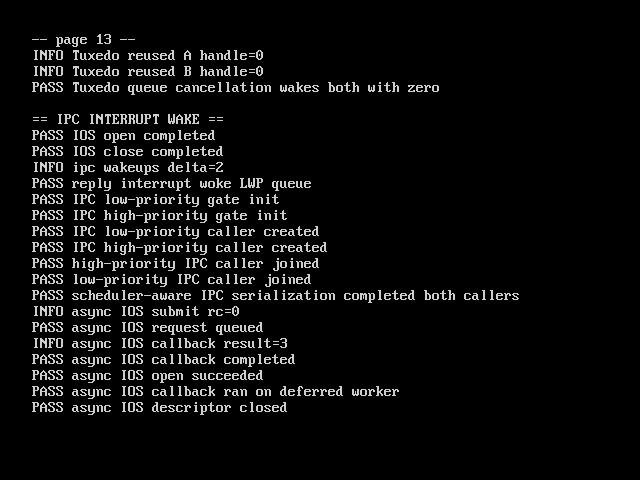 -- page 13 --
INFO Tuxedo reused A handle=0
INFO Tuxedo reused B handle=0
PASS Tuxedo queue cancellation wakes both with zero
== IPC INTERRUPT WAKE ==
PASS IOS open completed
PASS IOS close completed
INFO ipc wakeups delta=2
PASS reply interrupt woke LWP queue
PASS IPC low-priority gate init
PASS IPC high-priority gate init
PASS IPC low-priority caller created
PASS IPC high-priority caller created
PASS high-priority IPC caller joined
PASS low-priority IPC caller joined
PASS scheduler-aware IPC serialization completed both callers
INFO async IOS submit rc=0
PASS async IOS request queued
INFO async IOS callback result=3
PASS async IOS callback completed
PASS async IOS open succeeded
PASS async IOS callback ran on deferred worker
PASS async IOS descriptor closed